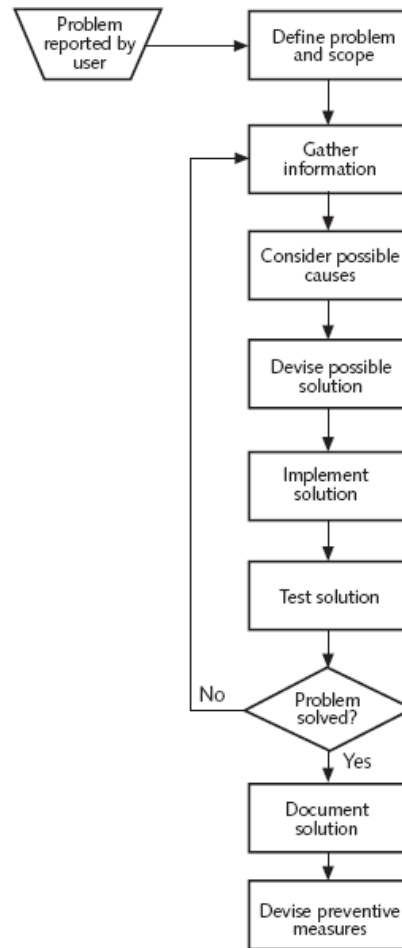 Problem
reported by
user
Define problem
and scope
Gather
information
Consider possible
causes
Devise possible
solution
Implement
solution
Test solution
No
Problem
solved?
Yes
Document
solution
Devise preventive
measures